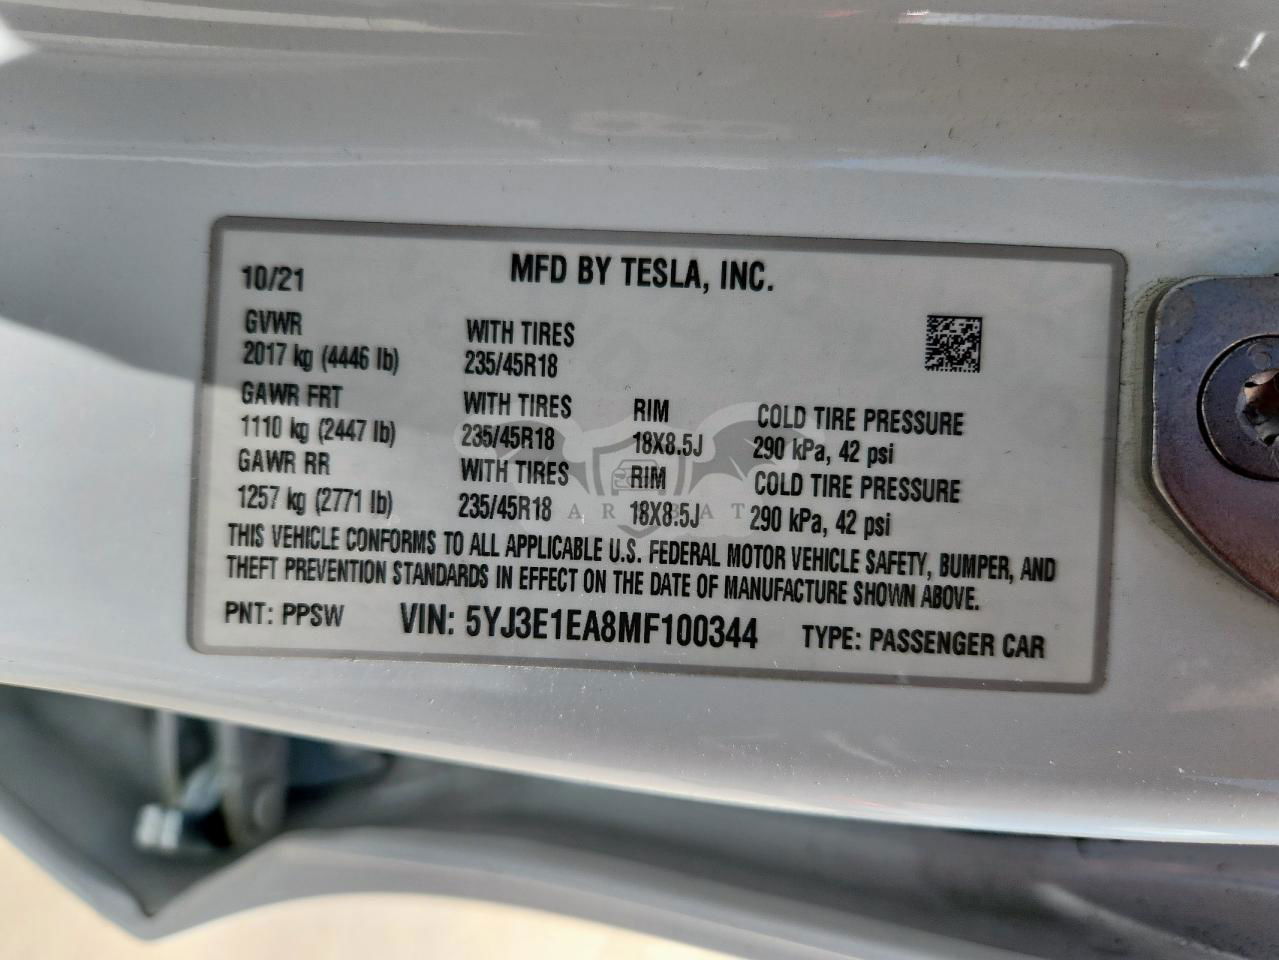 10/21 MFD BY TESLA, INC.
GVWR WITH TIRES
2017 kg (4446 lb) 235/45R18
GAWR FRT WITH TIRES RIM COLD TIRE PRESSURE
1110 kg (2447 lb) 235/45R18 18X8.5J 290 kPa, 42 psi
GAWR RR WITH TIRES RIM COLD TIRE PRESSURE
1257 kg (2771 lb) 235/45R18 18X8.5J 290 kPa, 42 psi
THIS VEHICLE CONFORMS TO ALL APPLICABLE U.S. FEDERAL MOTOR VEHICLE SAFETY, BUMPER, AND
THEFT PREVENTION STANDARDS IN EFFECT ON THE DATE OF MANUFACTURE SHOWN ABOVE.
PNT: PPSW VIN: 5YJ3E1EA8MF100344 TYPE: PASSENGER CAR